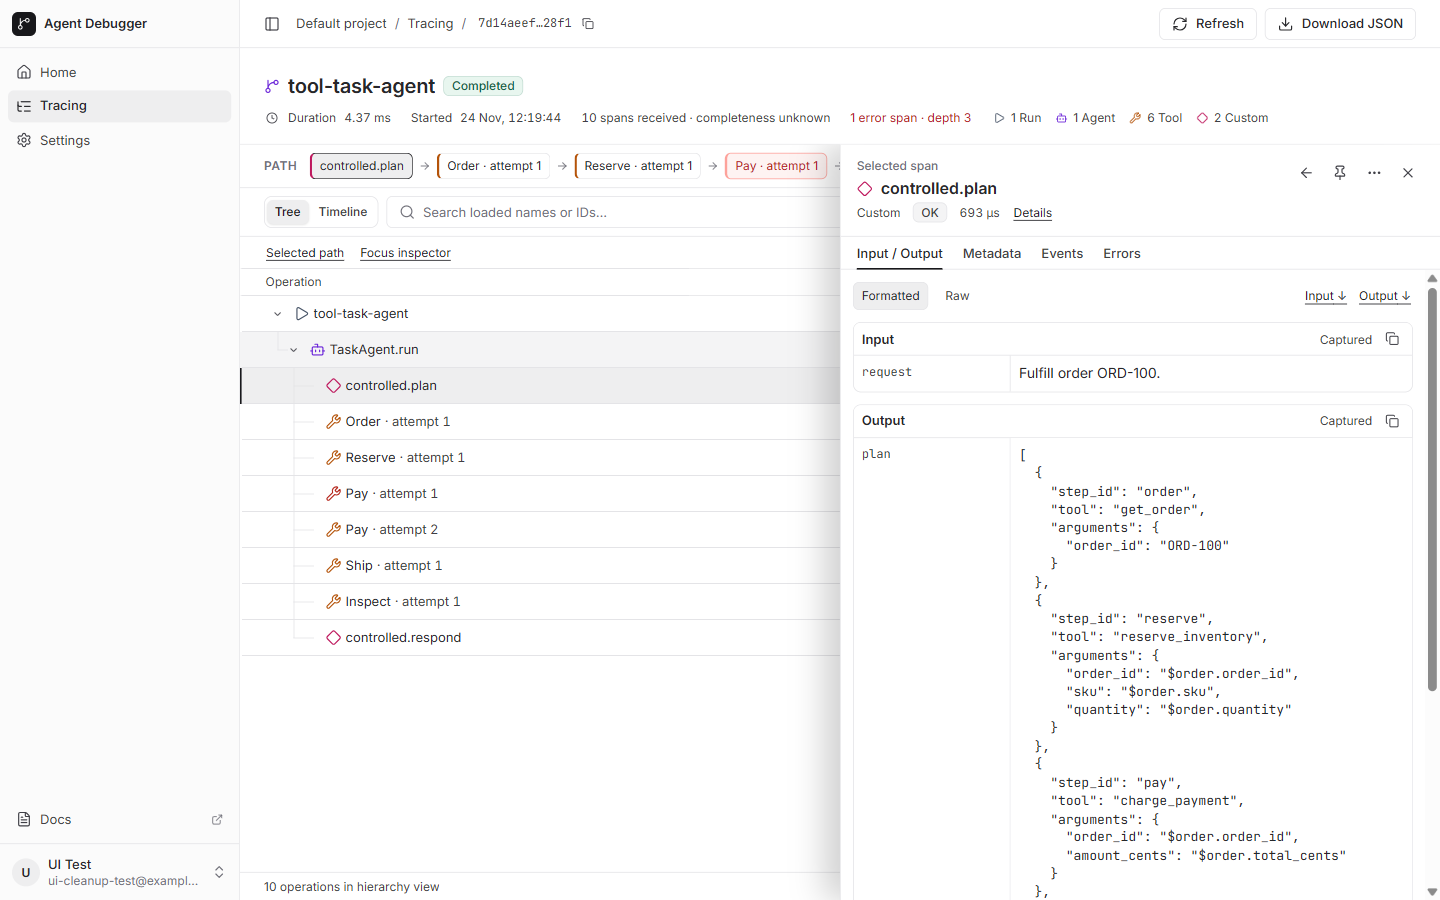 Agent Debugger
Home
Tracing
Settings
Docs
U
UI Test
ui-cleanup-test@exampl...
Default project / Tracing / 7d14aeef…28f1
Refresh
Download JSON
tool-task-agent
Completed
Duration 4.37 ms
Started 24 Nov, 12:19:44
10 spans received · completeness unknown
1 error span · depth 3
1 Run
1 Agent
6 Tool
2 Custom
PATH
controlled.plan
Order · attempt 1
Reserve · attempt 1
Pay · attempt 1
Tree
Timeline
Search loaded names or IDs...
Selected path
Focus inspector
Operation
tool-task-agent
TaskAgent.run
controlled.plan
Order · attempt 1
Reserve · attempt 1
Pay · attempt 1
Pay · attempt 2
Ship · attempt 1
Inspect · attempt 1
controlled.respond
10 operations in hierarchy view
Selected span
controlled.plan
Custom
OK
693 µs
Details
Input / Output
Metadata
Events
Errors
Formatted
Raw
Input ↓
Output ↓
Input
Captured
request
Fulfill order ORD-100.
Output
Captured
plan
[
{
"step_id": "order",
"tool": "get_order",
"arguments": {
"order_id": "ORD-100"
}
},
{
"step_id": "reserve",
"tool": "reserve_inventory",
"arguments": {
"order_id": "$order.order_id",
"sku": "$order.sku",
"quantity": "$order.quantity"
}
},
{
"step_id": "pay",
"tool": "charge_payment",
"arguments": {
"order_id": "$order.order_id",
"amount_cents": "$order.total_cents"
}
},